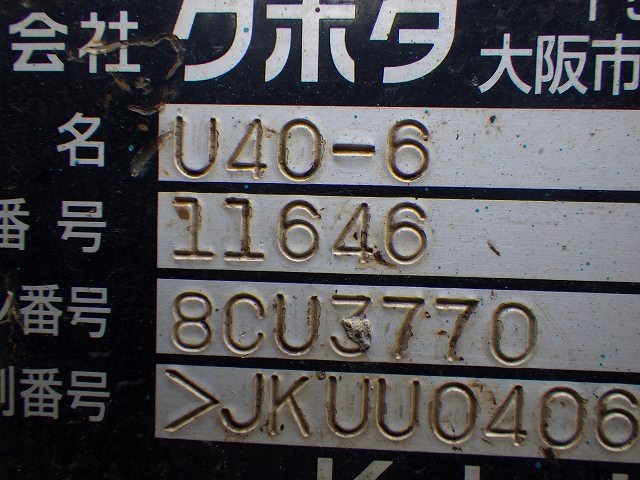 会社 クボタ
大阪市
名 U40-6
番号 11646
番号 8CU3770
別番号 >JKUU0406